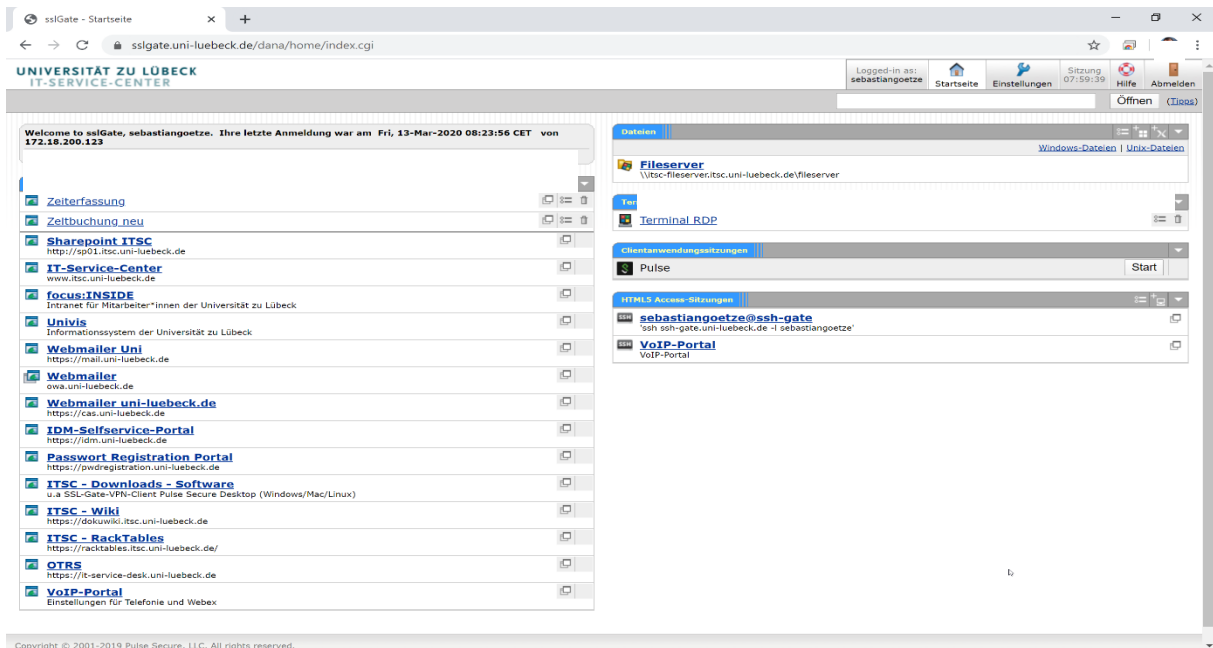 sslGate - Startseite
sslgate.uni-luebeck.de/dana/home/index.cgi
UNIVERSITÄT ZU LÜBECK
IT-SERVICE-CENTER
Logged-in as:
sebastiangoetze
Startseite
Einstellungen
Sitzung
07:59:39
Hilfe
Abmelden
Öffnen
(Tipps)
Welcome to sslGate, sebastiangoetze. Ihre letzte Anmeldung war am Fri, 13-Mar-2020 08:23:56 CET von
172.18.200.123
Zeiterfassung
Zeitbuchung neu
Sharepoint ITSC
http://sp01.itsc.uni-luebeck.de
IT-Service-Center
www.itsc.uni-luebeck.de
focus:INSIDE
Intranet für Mitarbeiter*innen der Universität zu Lübeck
Univis
Informationssystem der Universität zu Lübeck
Webmailer Uni
https://mail.uni-luebeck.de
Webmailer
owa.uni-luebeck.de
Webmailer uni-luebeck.de
https://cas.uni-luebeck.de
IDM-Selfservice-Portal
https://idm.uni-luebeck.de
Passwort Registration Portal
https://pwdregistration.uni-luebeck.de
ITSC - Downloads - Software
u.a SSL-Gate-VPN-Client Pulse Secure Desktop (Windows/Mac/Linux)
ITSC - Wiki
https://dokuwiki.itsc.uni-luebeck.de
ITSC - RackTables
https://racktables.itsc.uni-luebeck.de/
OTRS
https://it-service-desk.uni-luebeck.de
VoIP-Portal
Einstellungen für Telefonie und Webex
Dateien
Windows-Dateien | Unix-Dateien
Fileserver
\\itsc-fileserver.itsc.uni-luebeck.de\fileserver
Ter
Terminal RDP
Clientanwendungssitzungen
Pulse
Start
HTML5 Access-Sitzungen
SSH
sebastiangoetze@ssh-gate
'ssh ssh-gate.uni-luebeck.de -l sebastiangoetze'
SSH
VoIP-Portal
VoIP-Portal
Copyright © 2001-2019 Pulse Secure, LLC. All rights reserved.